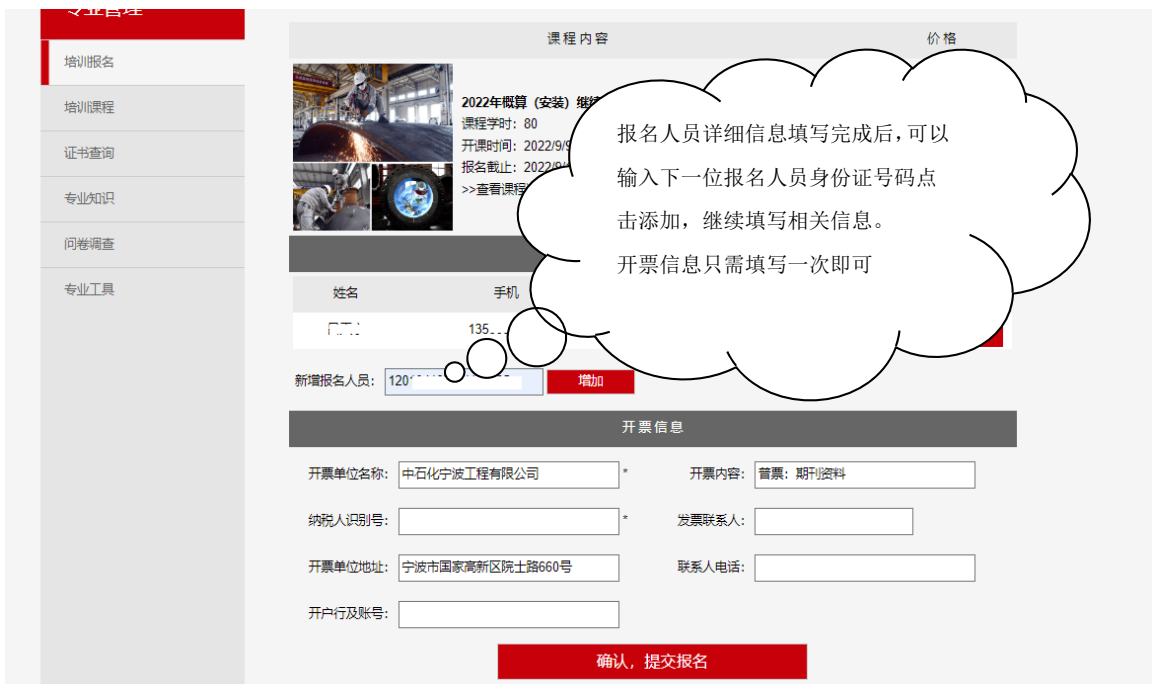 专业管理
培训报名
培训课程
证书查询
专业知识
问卷调查
专业工具
课程内容 价格
2022年概算（安装）继续
课程学时：80
开课时间：2022/9/9
报名截止：2022/9/
>>查看课程
报名人员详细信息填写完成后，可以
输入下一位报名人员身份证号码点
击添加，继续填写相关信息。
开票信息只需填写一次即可
姓名 手机
135
新增报名人员： 120 增加
开票信息
开票单位名称： 中石化宁波工程有限公司 * 开票内容： 普票：期刊资料
纳税人识别号： * 发票联系人：
开票单位地址： 宁波市国家高新区院士路660号 联系人电话：
开户行及账号：
确认，提交报名